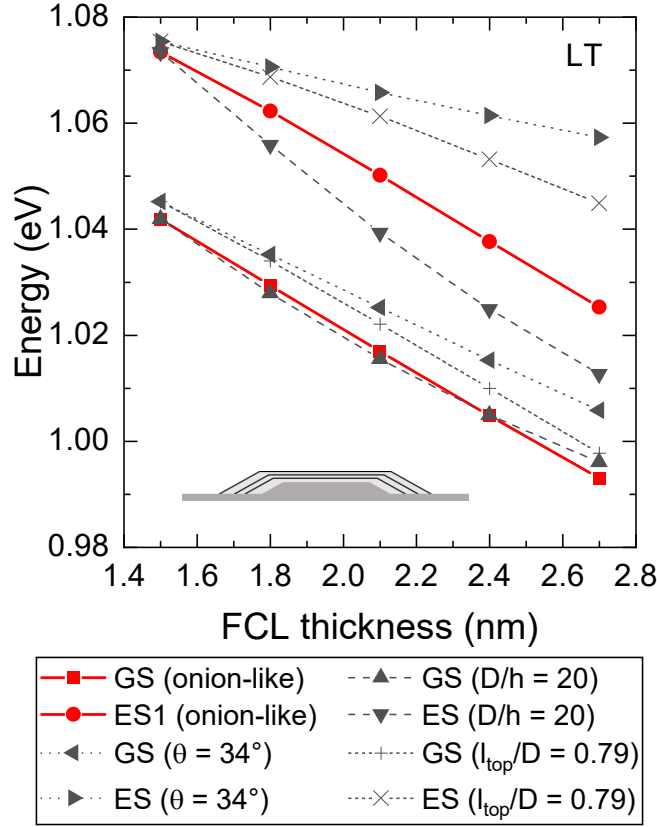 LT
Energy (eV)
1.08
1.06
1.04
1.02
1.00
0.98
1.4 1.6 1.8 2.0 2.2 2.4 2.6 2.8
FCL thickness (nm)
GS (onion-like) GS (D/h = 20)
ES1 (onion-like) ES (D/h = 20)
GS (θ = 34°) GS (l_top/D = 0.79)
ES (θ = 34°) ES (l_top/D = 0.79)